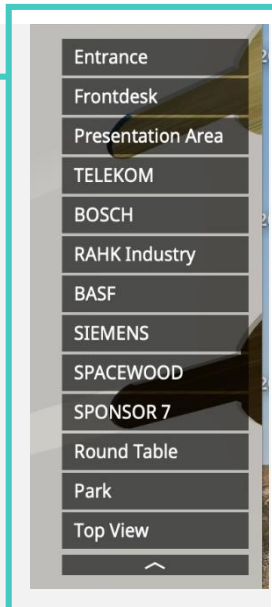 Entrance
Frontdesk
Presentation Area
TELEKOM
BOSCH
RAHK Industry
BASF
SIEMENS
SPACEWOOD
SPONSOR 7
Round Table
Park
Top View